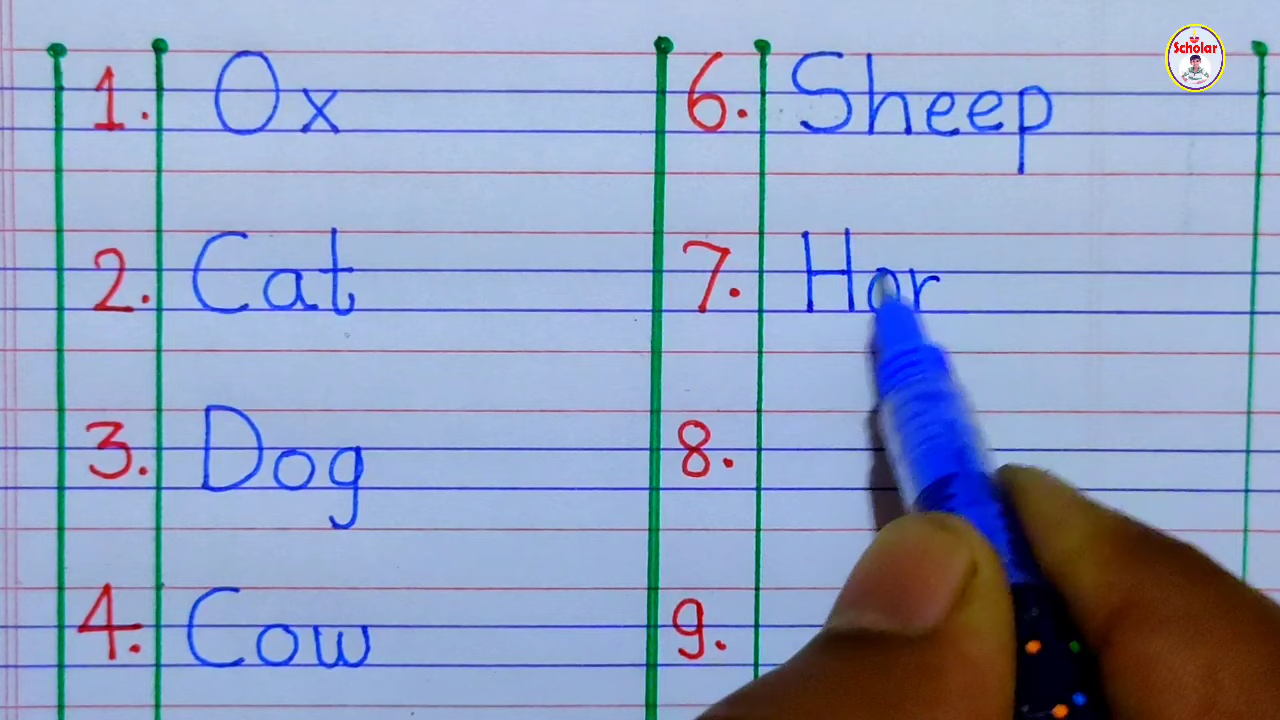 1. Ox
2. Cat
3. Dog
4. Cow
6. Sheep
7. Hor
8.
9.
Scholar